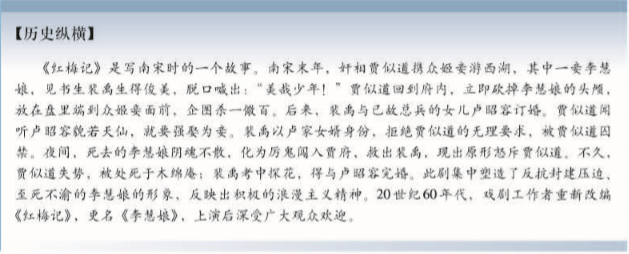 【历史纵横】
《红梅记》是写南宋时的一个故事。南宋末年，奸相贾似道携众姬妾游西湖，其中一妾李慧
娘，见书生裴禹生得俊美，脱口喊出：“美哉少年！”贾似道回到府内，立即砍掉李慧娘的头颅，
放在盘里端到众姬妾面前，企图杀一儆百。后来，裴禹与已故总兵的女儿卢昭容订婚。贾似道闻
听卢昭容貌若天仙，就要强娶为妾。裴禹以卢家女婿身份，拒绝贾似道的无理要求，被贾似道囚
禁。夜间，死去的李慧娘阴魂不散，化为厉鬼闯入贾府，救出裴禹，现出原形怒斥贾似道。不久，
贾似道失势，被处死于木绵庵；裴禹考中探花，得与卢昭容完婚。此剧集中塑造了反抗封建压迫、
至死不渝的李慧娘的形象，反映出积极的浪漫主义精神。20世纪60年代，戏剧工作者重新改编
《红梅记》，更名《李慧娘》，上演后深受广大观众欢迎。